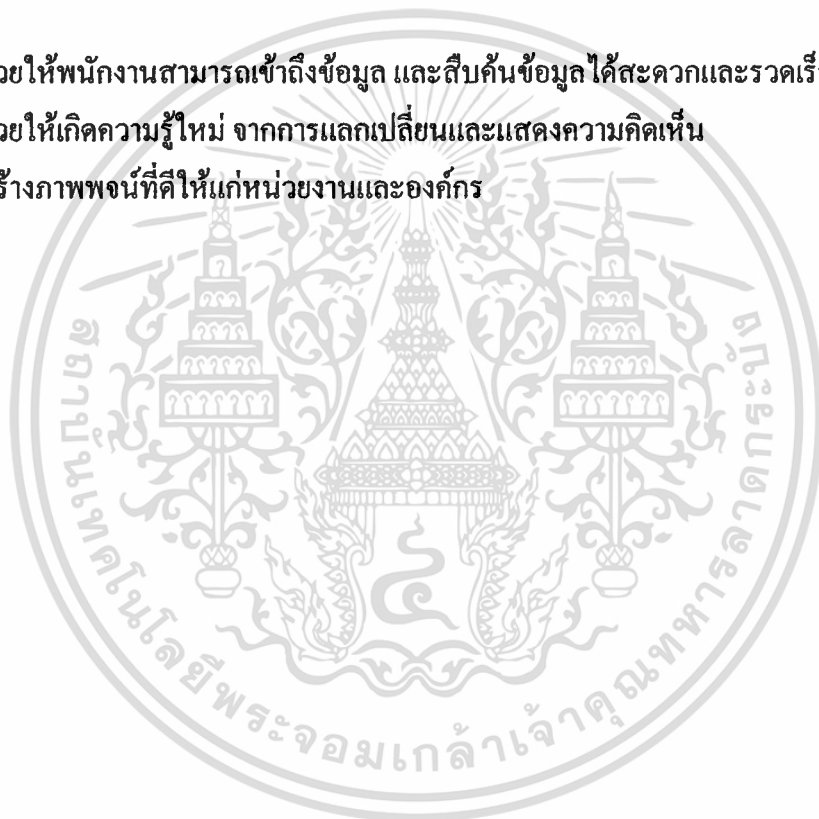 วยให้พนักงานสามารถเข้าถึงข้อมูล และสืบค้นข้อมูลได้สะดวกและรวดเร็
วยให้เกิดความรู้ใหม่ จากการแลกเปลี่ยนและแสดงความคิดเห็น
ร้างภาพพจน์ที่ดีให้แก่หน่วยงานและองค์กร
สถาบันเทคโนโลยีพระจอมเกล้าเจ้าคุณทหารลาดกระบัง